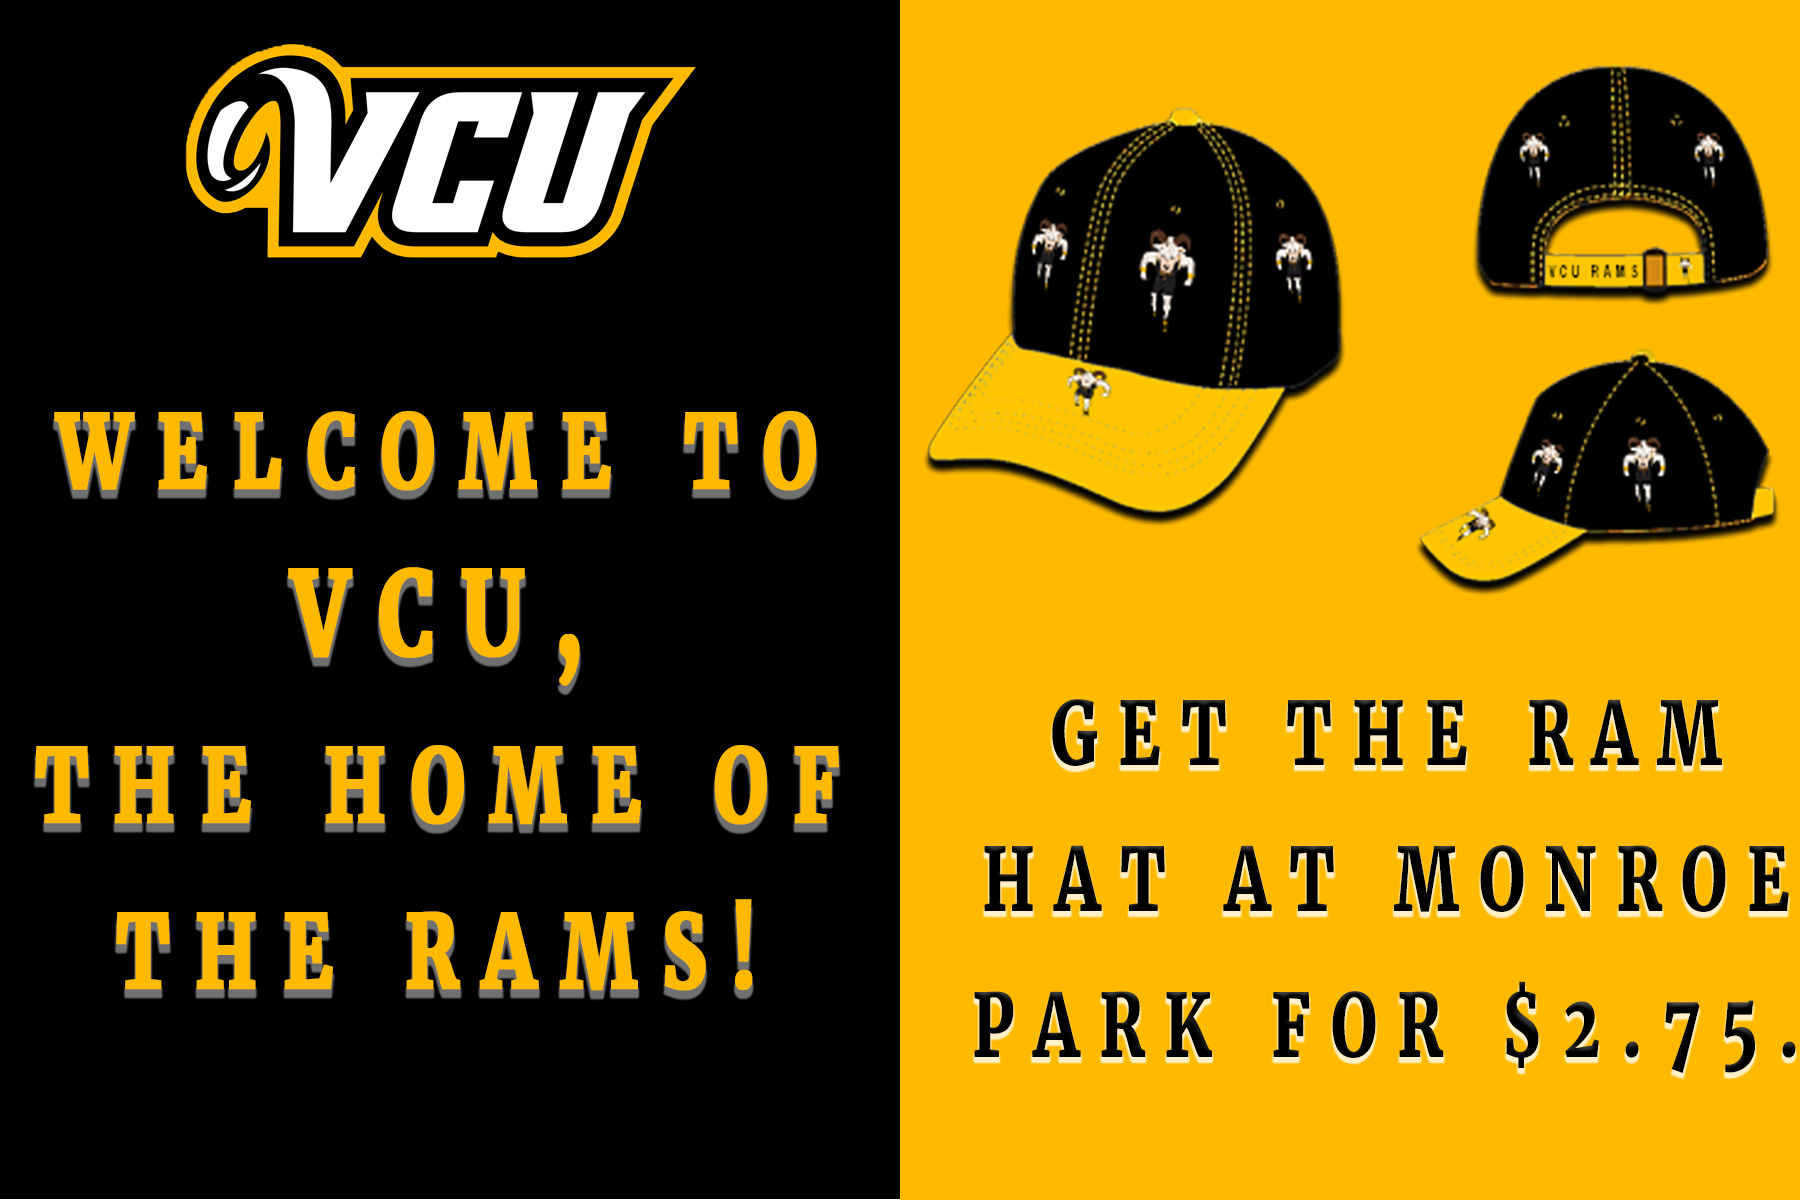 VCU
WELCOME TO
VCU,
THE HOME OF
THE RAMS!
VCU RAMS
GET THE RAM
HAT AT MONROE
PARK FOR $2.75.